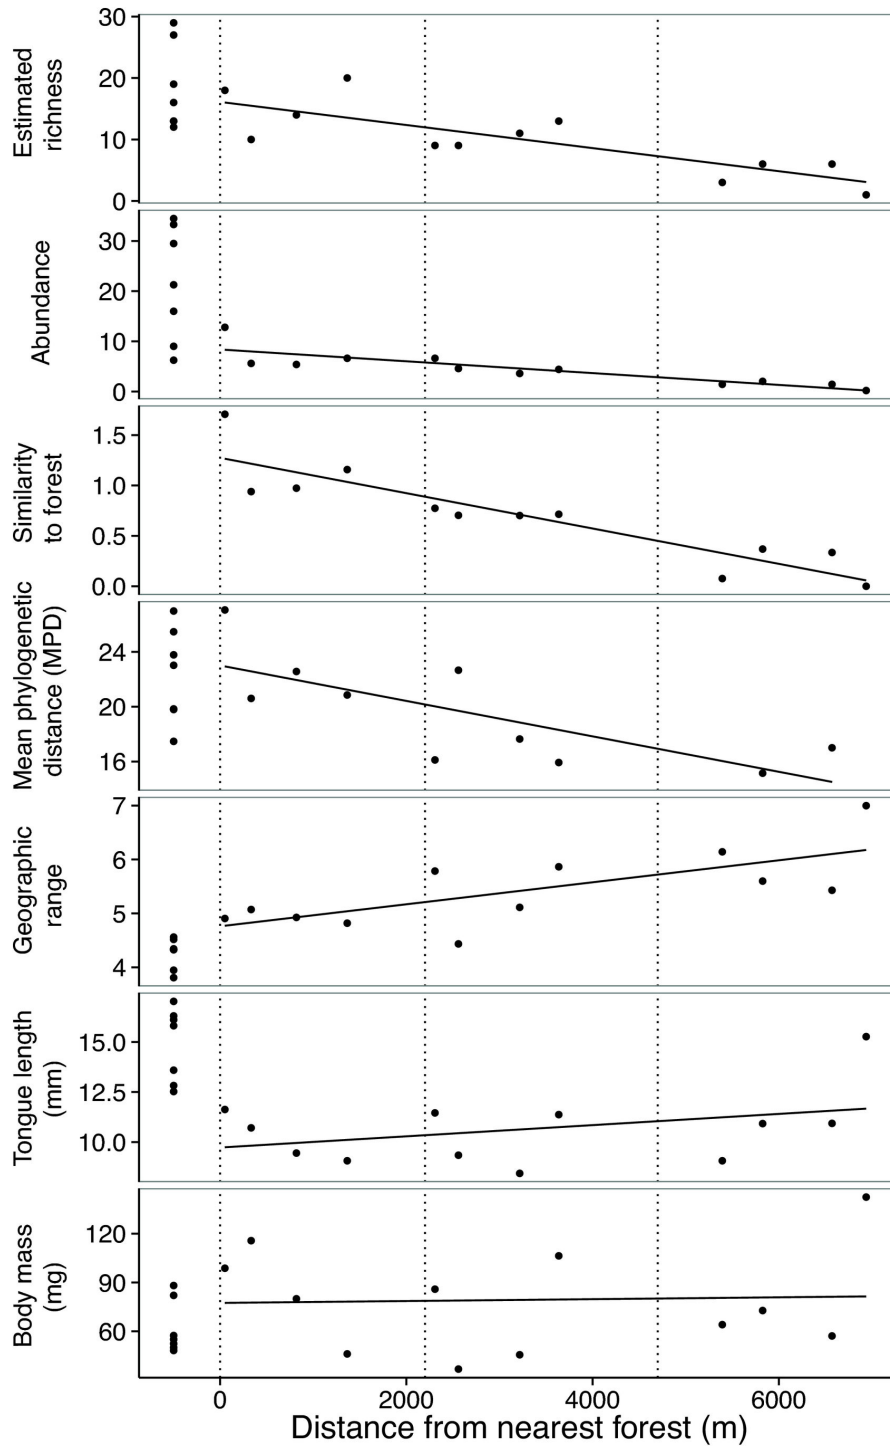 Estimated
richness
30
20
10
0
Abundance
30
20
10
0
Similarity
to forest
1.5
1.0
0.5
0.0
Mean phylogenetic
distance (MPD)
24
20
16
Geographic
range
7
6
5
4
Tongue length
(mm)
15.0
12.5
10.0
Body mass
(mg)
120
90
60
0 2000 4000 6000
Distance from nearest forest (m)